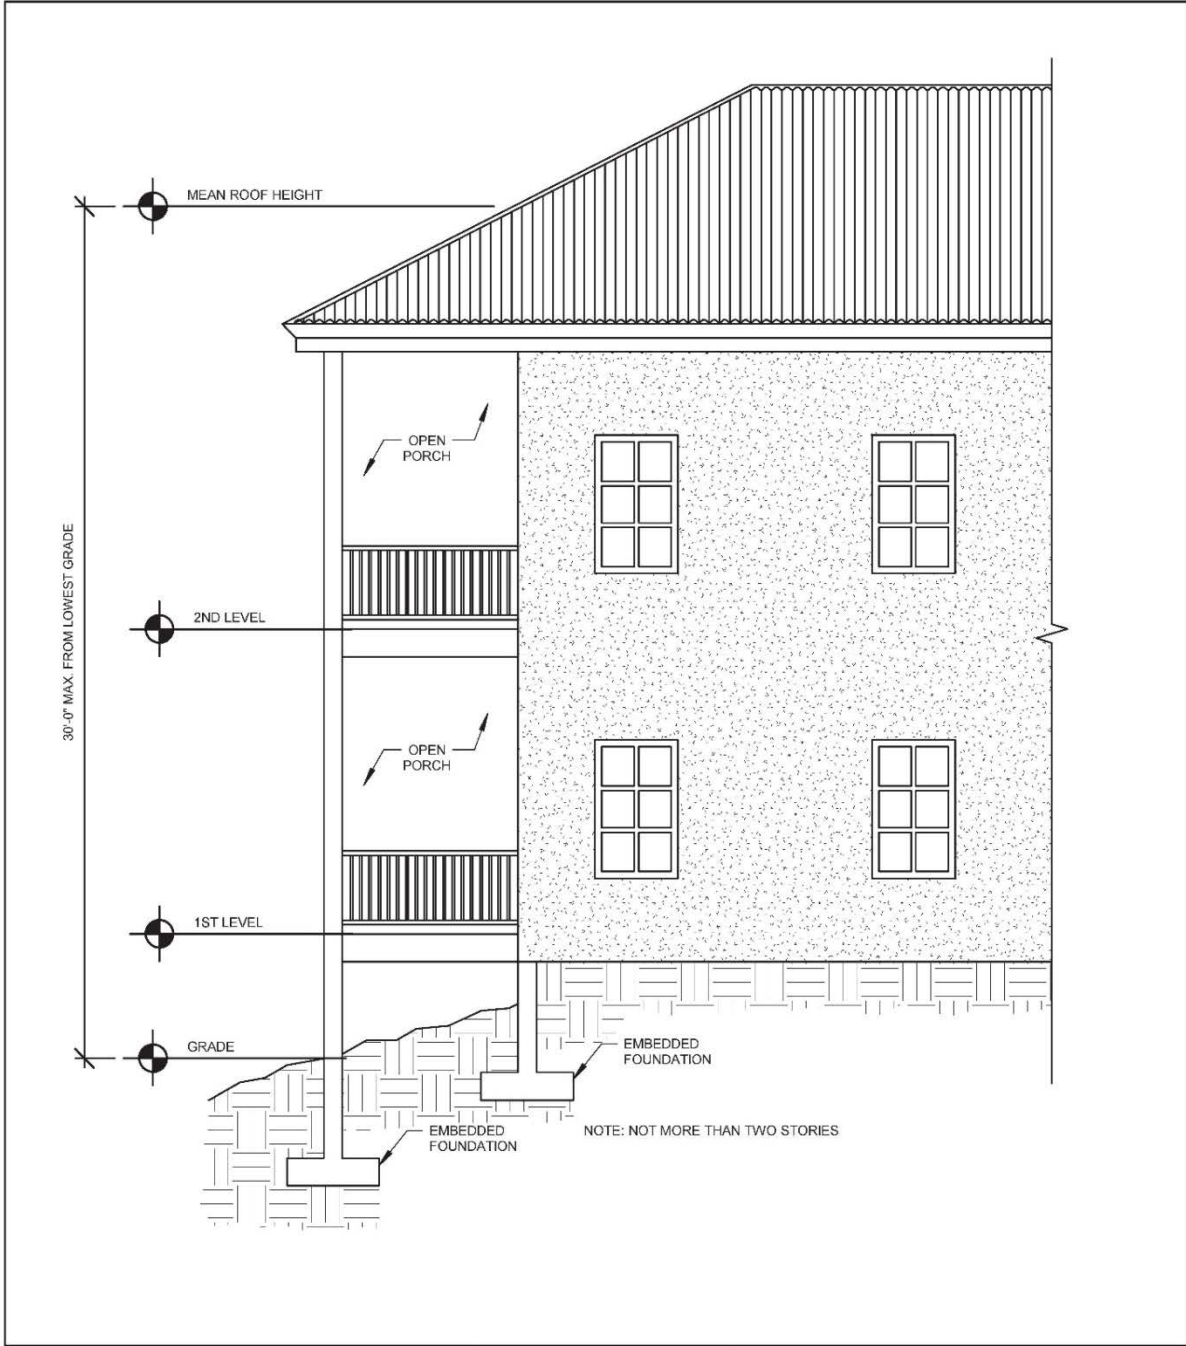 MEAN ROOF HEIGHT
OPEN
PORCH
30'-0" MAX. FROM LOWEST GRADE
2ND LEVEL
OPEN
PORCH
1ST LEVEL
GRADE
EMBEDDED
FOUNDATION
EMBEDDED
FOUNDATION
NOTE: NOT MORE THAN TWO STORIES